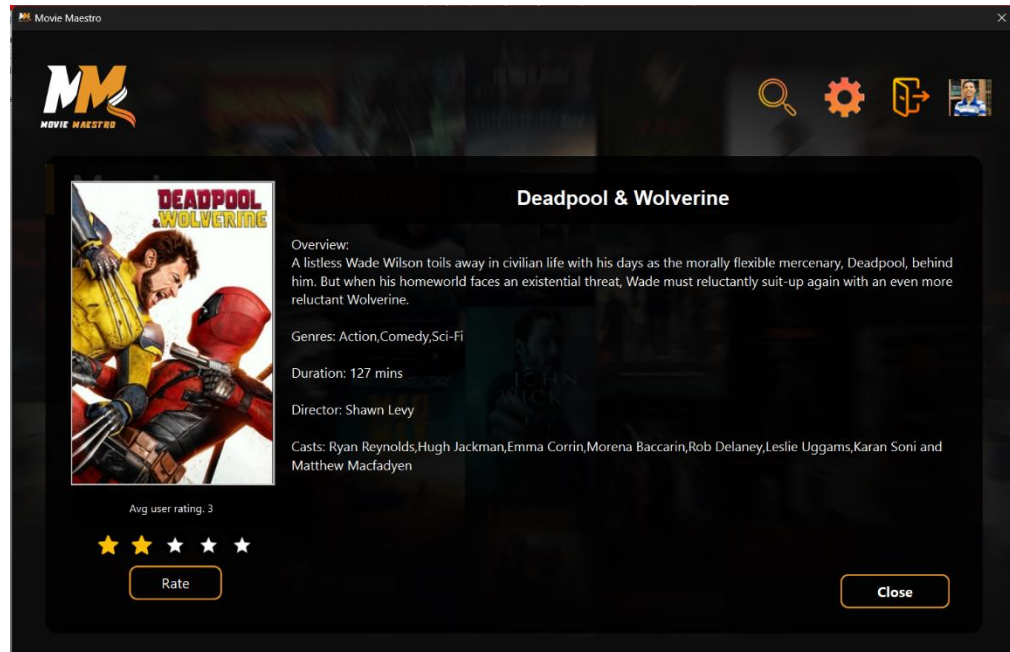 Movie Maestro
MM
MOVIE MAESTRO
DEADPOOL
& WOLVERINE
Deadpool & Wolverine
Overview:
A listless Wade Wilson toils away in civilian life with his days as the morally flexible mercenary, Deadpool, behind
him. But when his homeworld faces an existential threat, Wade must reluctantly suit-up again with an even more
reluctant Wolverine.
Genres: Action,Comedy,Sci-Fi
Duration: 127 mins
Director: Shawn Levy
Casts: Ryan Reynolds,Hugh Jackman,Emma Corrin,Morena Baccarin,Rob Delaney,Leslie Uggams,Karan Soni and
Matthew Macfadyen
JOHN
WICK
Avg user rating. 3
Rate
Close